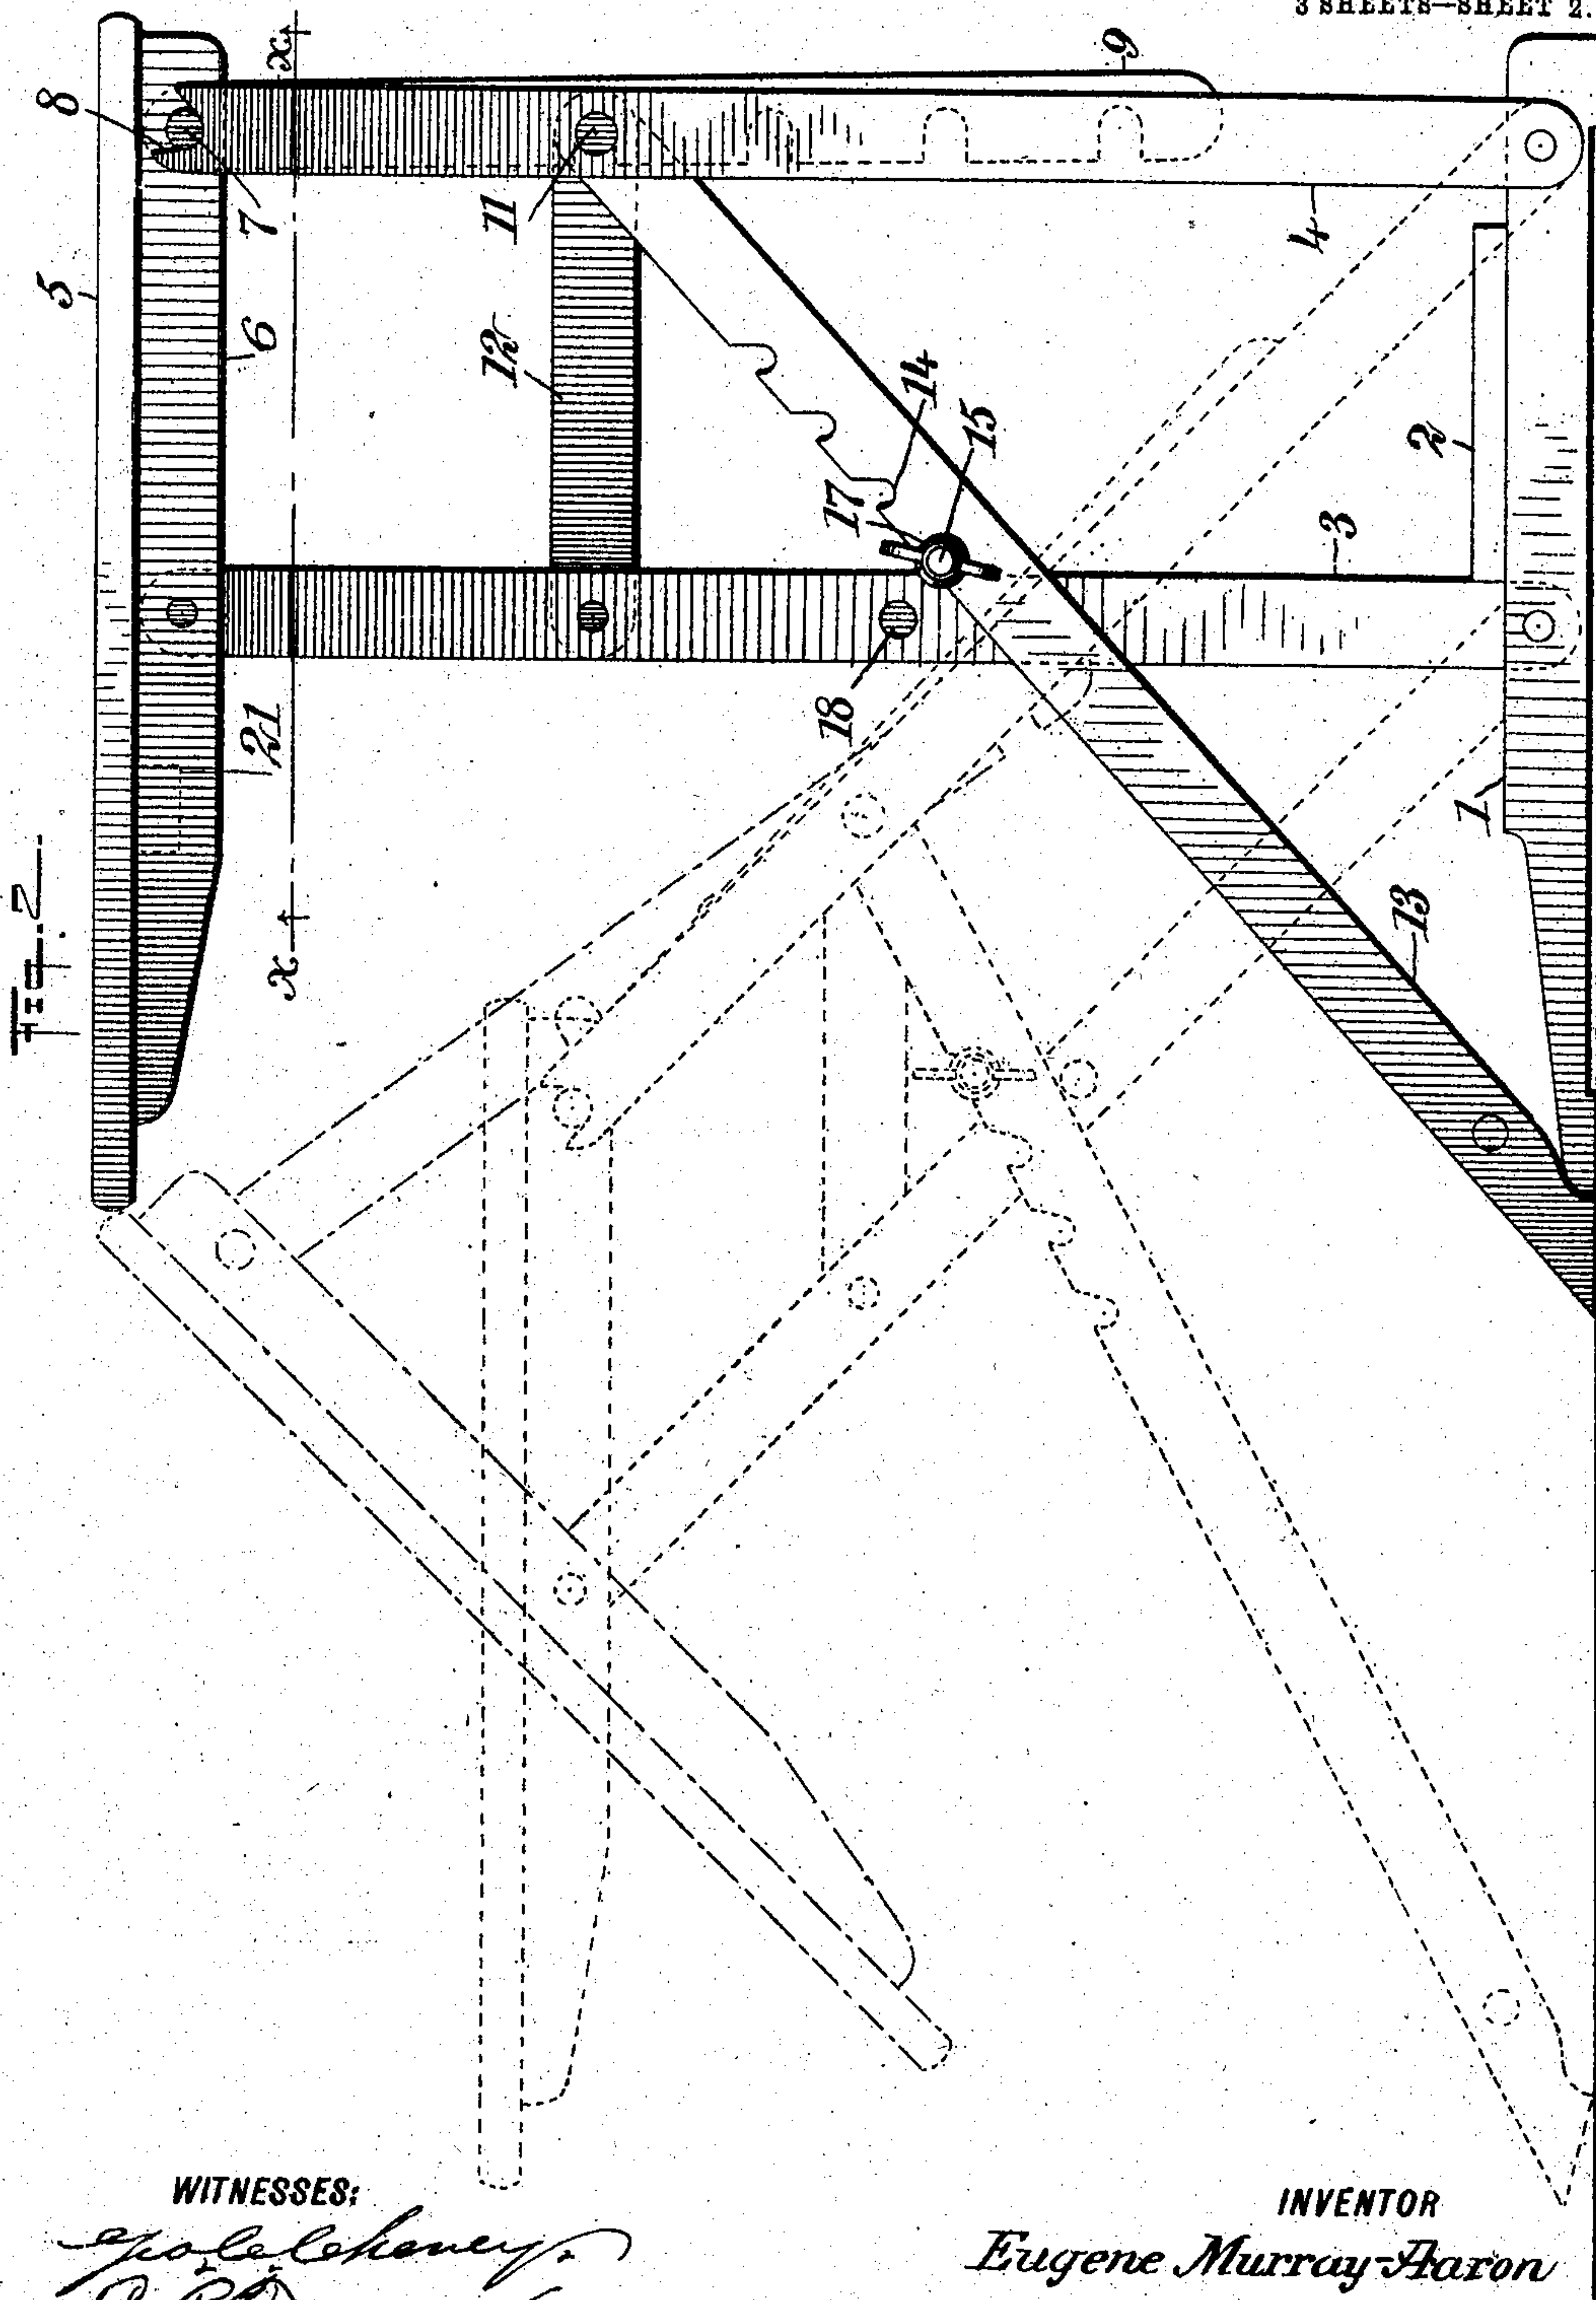 3 SHEETS—SHEET 2.
Fig. 2
8
5
7
6
21
x
x
9
11
12
4
14
15
17
2
3
18
1
13
WITNESSES:
INVENTOR
Eugene Murray-Aaron